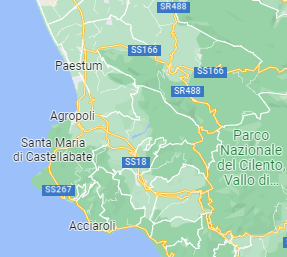 SR488
SS166
Paestum
SS166
SR488
Agropoli
Parco
Nazionale
del Cilento,
Vallo di...
Santa Maria
di Castellabate
SS18
SS267
Acciaroli